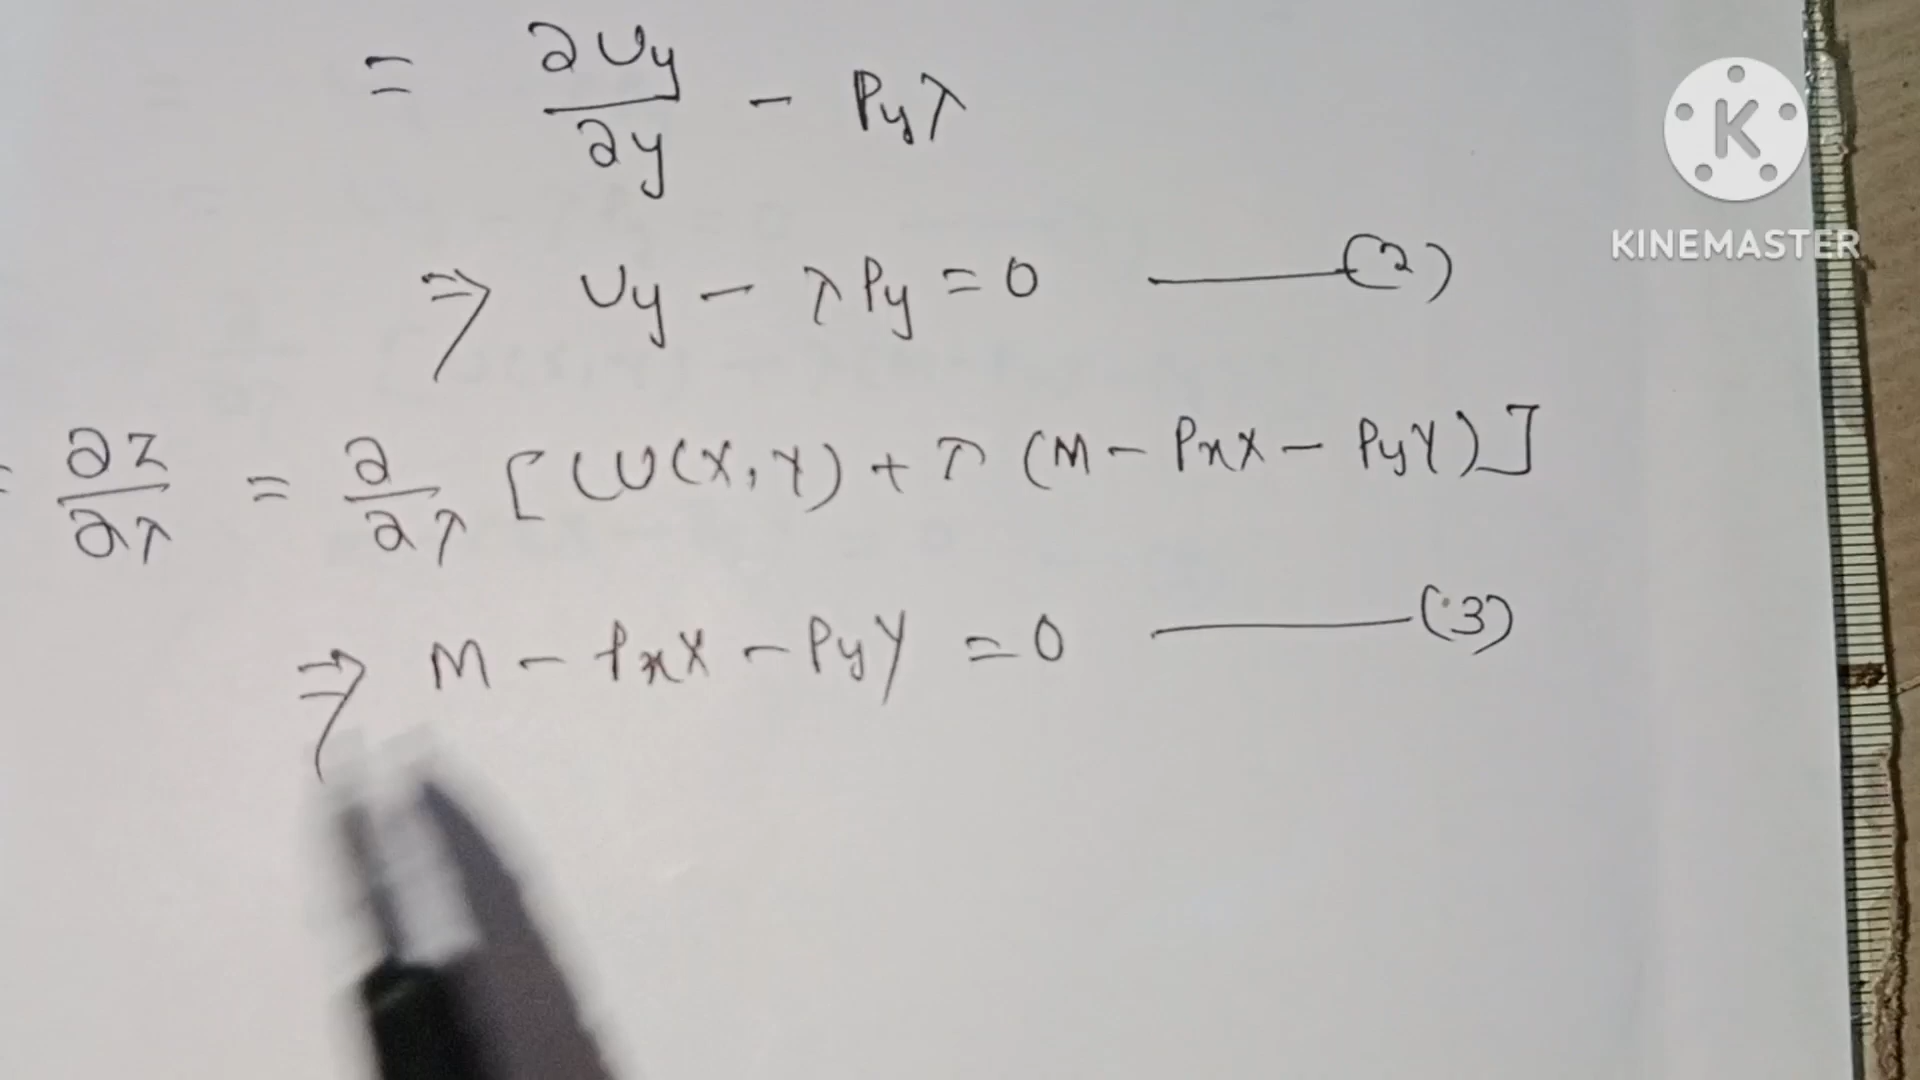 = ∂Uy/∂y - Pyλ
⇒ Uy - λPy = 0 ——(2)
= ∂Z/∂λ = ∂/∂λ [U(X,Y) + λ (M - PxX - PyY)]
⇒ M - PxX - PyY = 0 ——(3)
K
KINEMASTER